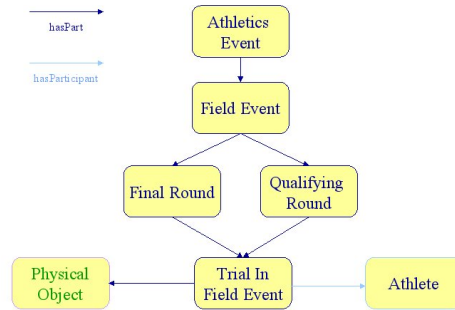 hasPart
hasParticipant
Athletics
Event
Field Event
Final Round
Qualifying
Round
Physical
Object
Trial In
Field Event
Athlete